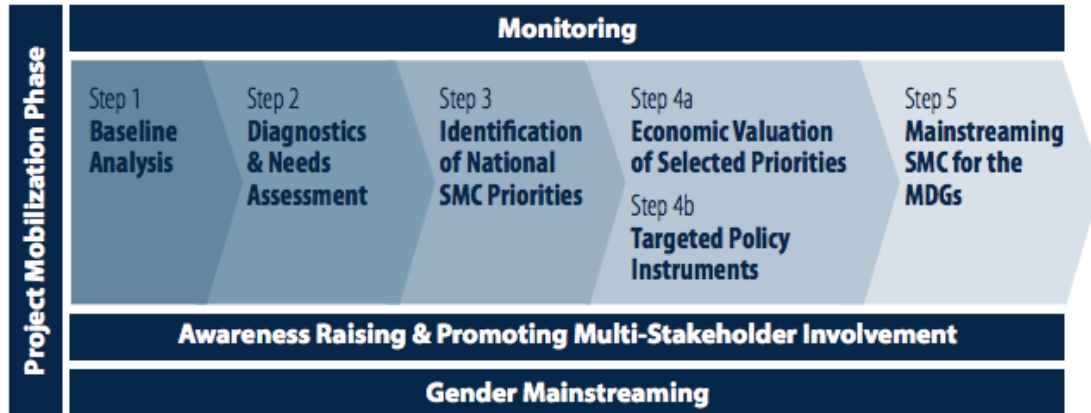 Project Mobilization Phase
Monitoring
Step 1
Baseline
Analysis
Step 2
Diagnostics
& Needs
Assessment
Step 3
Identification
of National
SMC Priorities
Step 4a
Economic Valuation
of Selected Priorities
Step 4b
Targeted Policy
Instruments
Step 5
Mainstreaming
SMC for the
MDGs
Awareness Raising & Promoting Multi-Stakeholder Involvement
Gender Mainstreaming